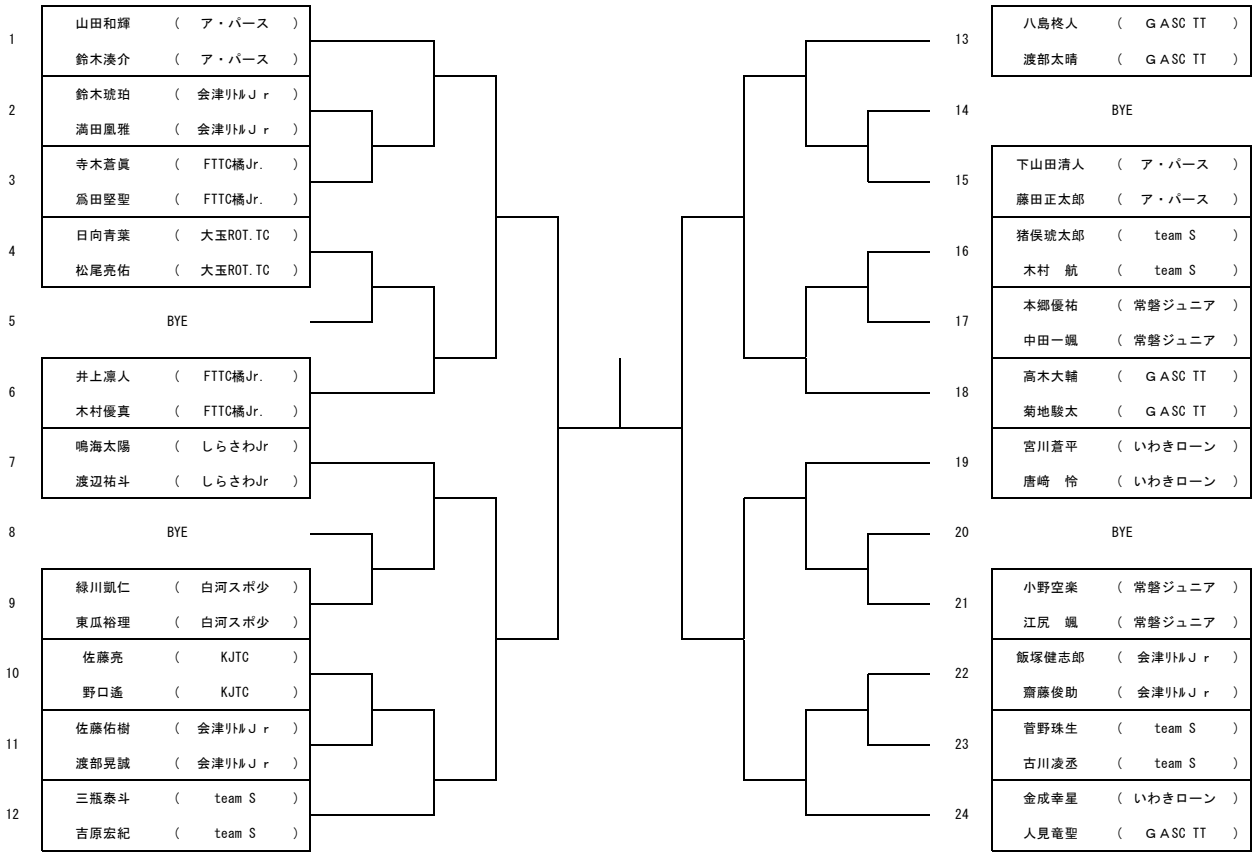 1
山田和輝 ( ア・パース )
鈴木湊介 ( ア・パース )
2
鈴木琥珀 ( 会津ﾘﾄﾙＪｒ )
満田凰雅 ( 会津ﾘﾄﾙＪｒ )
3
寺木蒼眞 ( FTTC橘Jr. )
爲田堅聖 ( FTTC橘Jr. )
4
日向青葉 ( 大玉ROT.TC )
松尾亮佑 ( 大玉ROT.TC )
5 BYE
6
井上凛人 ( FTTC橘Jr. )
木村優真 ( FTTC橘Jr. )
7
鳴海太陽 ( しらさわJr )
渡辺祐斗 ( しらさわJr )
8 BYE
9
緑川凱仁 ( 白河スポ少 )
東瓜裕理 ( 白河スポ少 )
10
佐藤亮 ( KJTC )
野口遙 ( KJTC )
11
佐藤佑樹 ( 会津ﾘﾄﾙＪｒ )
渡部晃誠 ( 会津ﾘﾄﾙＪｒ )
12
三瓶泰斗 ( team S )
吉原宏紀 ( team S )
13
八島柊人 ( ＧＡSC TT )
渡部太晴 ( ＧＡSC TT )
14 BYE
15
下山田清人 ( ア・パース )
藤田正太郎 ( ア・パース )
16
猪俣琥太郎 ( team S )
木村　航 ( team S )
17
本郷優祐 ( 常磐ジュニア )
中田一颯 ( 常磐ジュニア )
18
高木大輔 ( ＧＡSC TT )
菊地駿太 ( ＧＡSC TT )
19
宮川蒼平 ( いわきローン )
唐﨑　怜 ( いわきローン )
20 BYE
21
小野空楽 ( 常磐ジュニア )
江尻　颯 ( 常磐ジュニア )
22
飯塚健志郎 ( 会津ﾘﾄﾙＪｒ )
齋藤俊助 ( 会津ﾘﾄﾙＪｒ )
23
菅野珠生 ( team S )
古川凌丞 ( team S )
24
金成幸星 ( いわきローン )
人見竜聖 ( ＧＡSC TT )